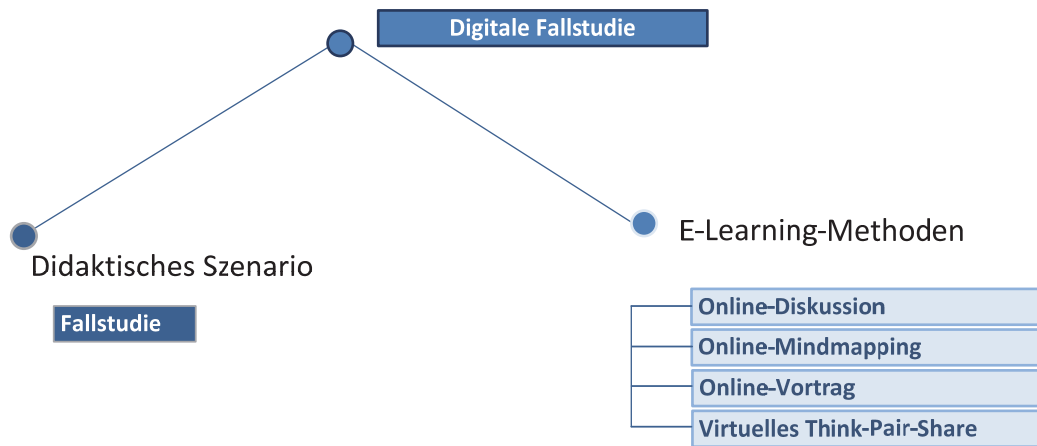 Digitale Fallstudie
E-Learning-Methoden
Didaktisches Szenario
Fallstudie
Online-Diskussion
Online-Mindmapping
Online-Vortrag
Virtuelles Think-Pair-Share